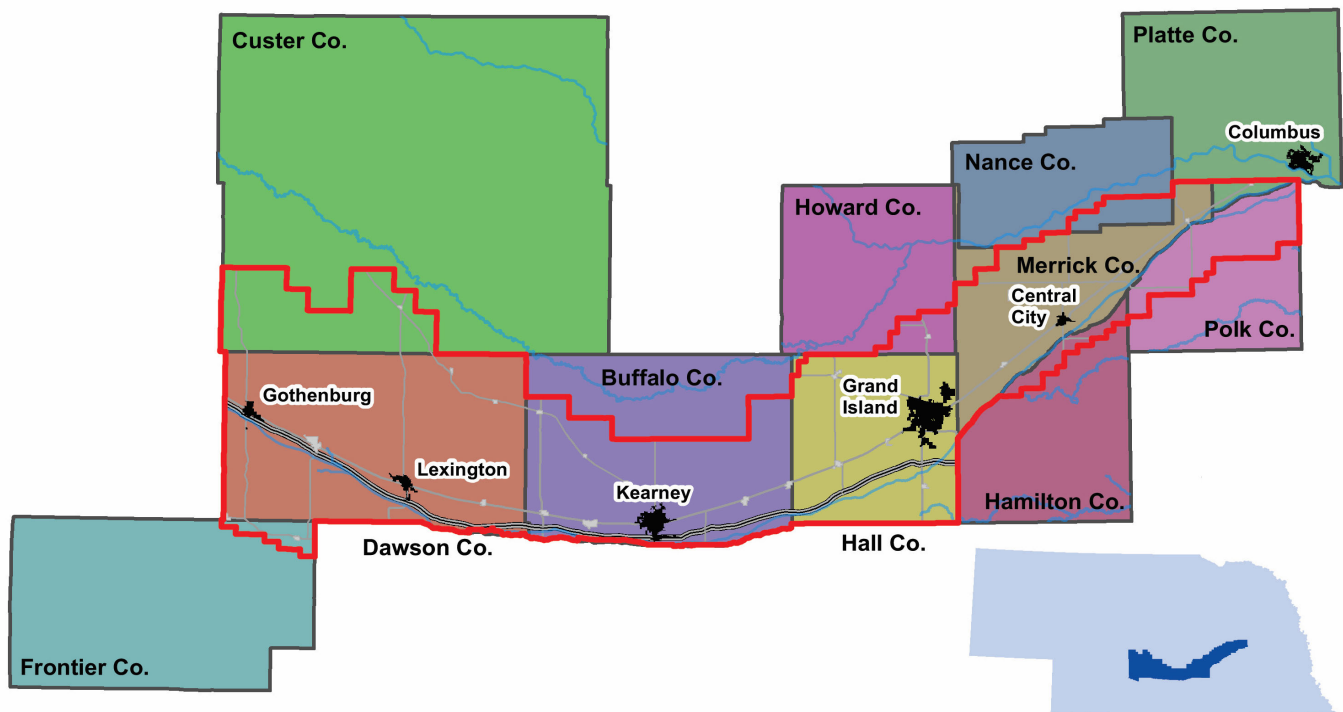 Custer Co.
Platte Co.
Columbus
Nance Co.
Howard Co.
Merrick Co.
Central
City
Polk Co.
Buffalo Co.
Grand
Island
Gothenburg
Lexington
Kearney
Hamilton Co.
Dawson Co.
Hall Co.
Frontier Co.